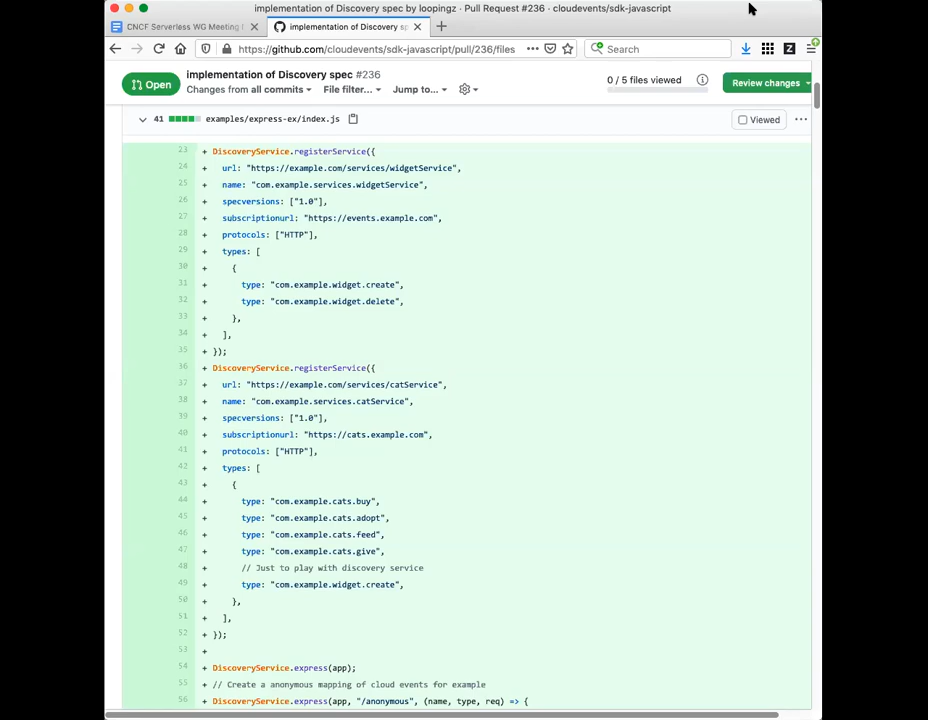 implementation of Discovery spec by loopingz · Pull Request #236 · cloudevents/sdk-javascript
CNCF Serverless WG Meeting
implementation of Discovery sp
https://github.com/cloudevents/sdk-javascript/pull/236/files
Search
Open
implementation of Discovery spec #236
Changes from all commits
File filter...
Jump to...
0 / 5 files viewed
Review changes
41 examples/express-ex/index.js
Viewed
23 + DiscoveryService.registerService({
24 + url: "https://example.com/services/widgetService",
25 + name: "com.example.services.widgetService",
26 + specversions: ["1.0"],
27 + subscriptionurl: "https://events.example.com",
28 + protocols: ["HTTP"],
29 + types: [
30 + {
31 + type: "com.example.widget.create",
32 + type: "com.example.widget.delete",
33 + },
34 + ],
35 + });
36 + DiscoveryService.registerService({
37 + url: "https://example.com/services/catService",
38 + name: "com.example.services.catService",
39 + specversions: ["1.0"],
40 + subscriptionurl: "https://cats.example.com",
41 + protocols: ["HTTP"],
42 + types: [
43 + {
44 + type: "com.example.cats.buy",
45 + type: "com.example.cats.adopt",
46 + type: "com.example.cats.feed",
47 + type: "com.example.cats.give",
48 + // Just to play with discovery service
49 + type: "com.example.widget.create",
50 + },
51 + ],
52 + });
53 +
54 + DiscoveryService.express(app);
55 + // Create a anonymous mapping of cloud events for example
56 + DiscoveryService.express(app, "/anonymous", (name, type, req) => {